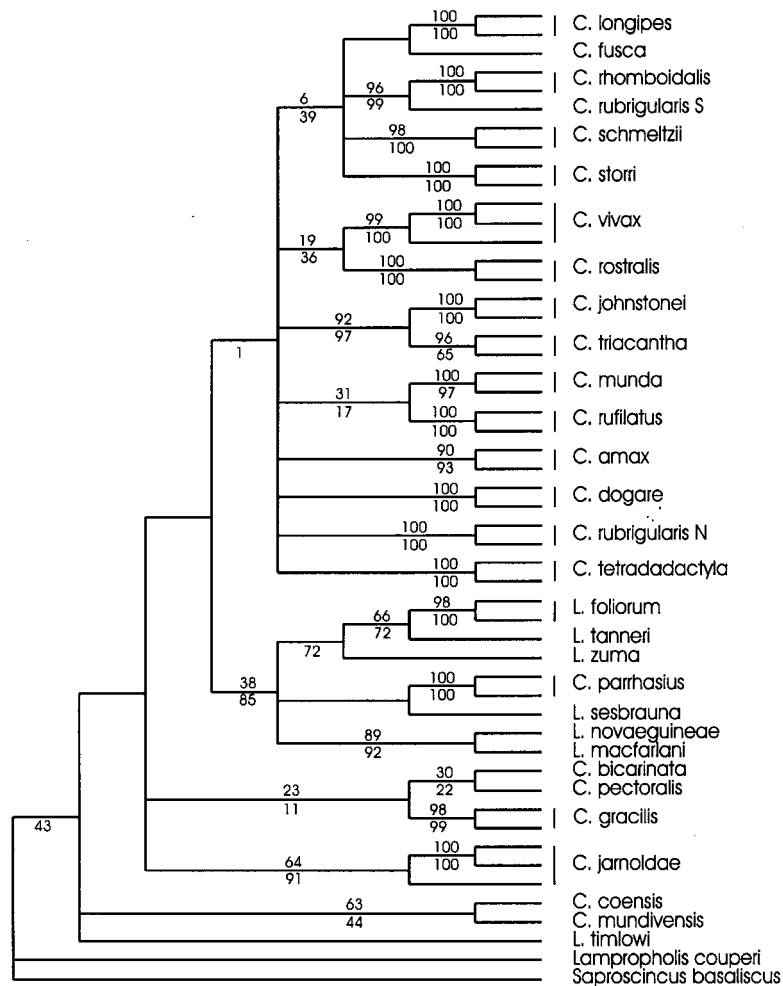 100
100
C. longipes
C. fusca
96
99
100
100
C. rhomboidalis
C. rubrigularis S
6
39
98
100
C. schmeltzii
100
100
C. storri
19
36
99
100
100
100
C. vivax
100
100
C. rostralis
92
97
100
100
C. johnstonei
96
65
C. triacantha
1
31
17
100
97
C. munda
100
100
C. rufilatus
90
93
C. amax
100
100
C. dogare
100
100
C. rubrigularis N
100
100
C. tetradadactyla
98
100
L. foliorum
66
72
L. tanneri
72
L. zuma
38
85
100
100
C. parrhasius
L. sesbrauna
89
92
L. novaeguineae
L. macfarlani
30
22
C. bicarinata
C. pectoralis
23
11
98
99
C. gracilis
43
64
91
100
100
C. jarnoldae
63
44
C. coensis
C. mundivensis
L. timlowi
Lampropholis couperi
Saproscincus basaliscus